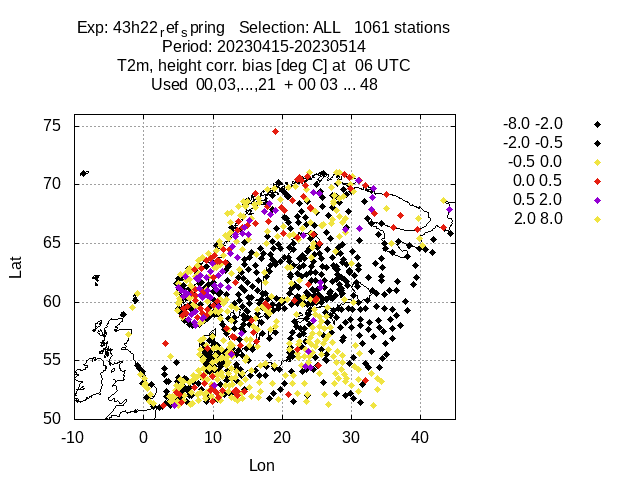 Exp: 43h22ref spring   Selection: ALL   1061 stations
Period: 20230415-20230514
T2m, height corr. bias [deg C] at  06 UTC
Used  00,03,...,21  + 00 03 ... 48
-8.0 -2.0
-2.0 -0.5
-0.5 0.0
0.0 0.5
0.5 2.0
2.0 8.0
75
70
65
60
55
50
Lat
-10 0 10 20 30 40
Lon